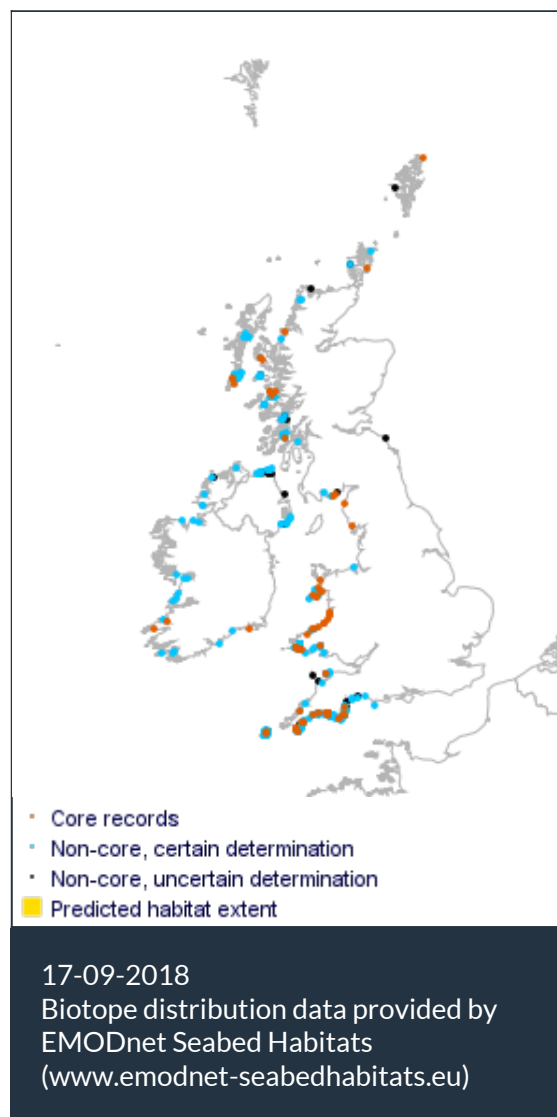 Core records
Non-core, certain determination
Non-core, uncertain determination
Predicted habitat extent
17-09-2018
Biotope distribution data provided by
EMODnet Seabed Habitats
(www.emodnet-seabedhabitats.eu)